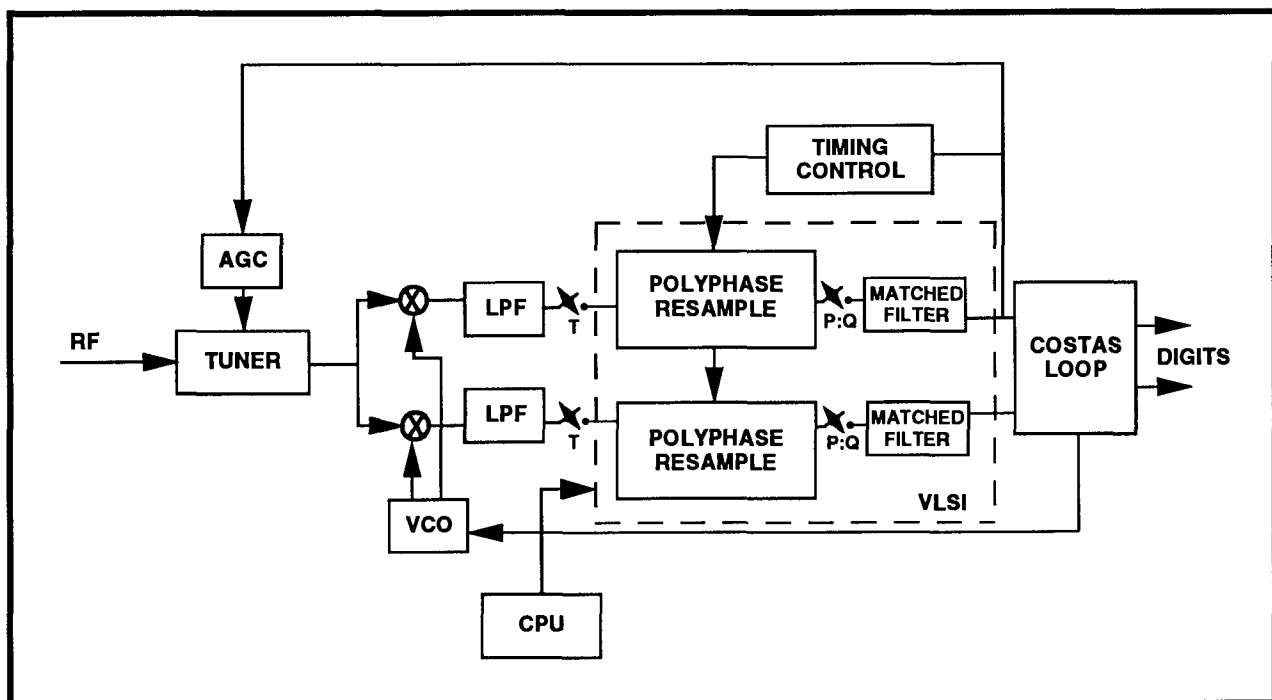 TIMING
CONTROL
AGC
RF
TUNER
LPF
T
POLYPHASE
RESAMPLE
P:Q
MATCHED
FILTER
COSTAS
LOOP
DIGITS
LPF
T
POLYPHASE
RESAMPLE
P:Q
MATCHED
FILTER
VLSI
VCO
CPU